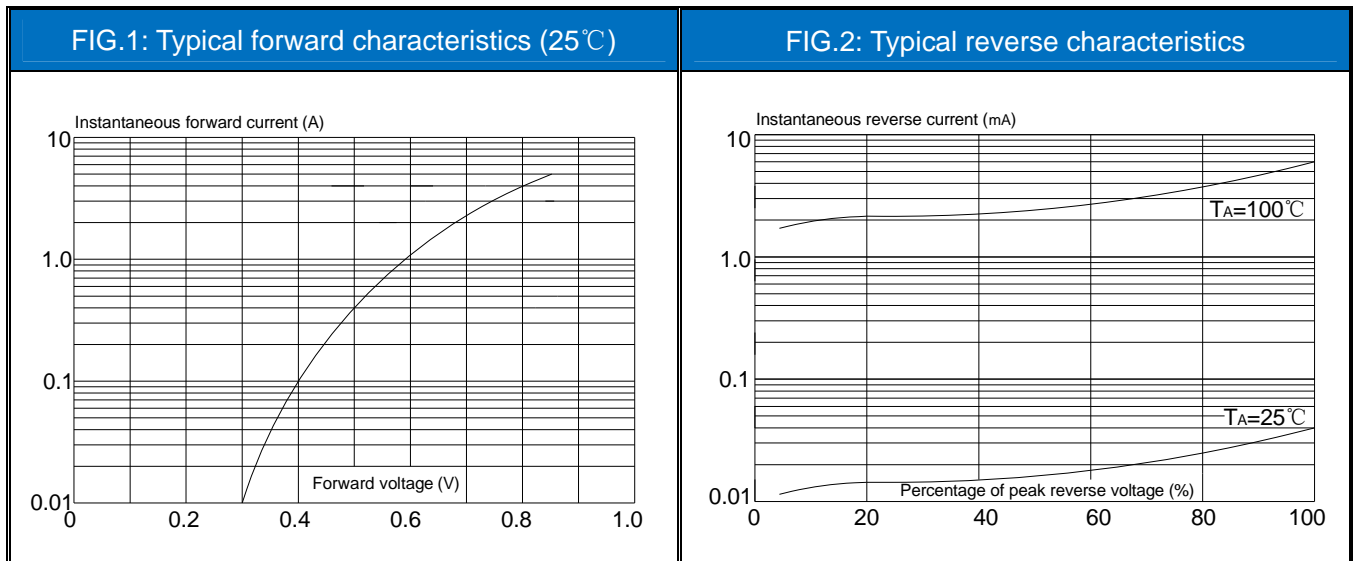 FIG.1: Typical forward characteristics (25℃)
FIG.2: Typical reverse characteristics
Instantaneous forward current (A)
10
1.0
0.1
0.01
Forward voltage (V)
0 0.2 0.4 0.6 0.8 1.0
Instantaneous reverse current (mA)
10
TA=100℃
1.0
0.1
TA=25℃
0.01
Percentage of peak reverse voltage (%)
0 20 40 60 80 100